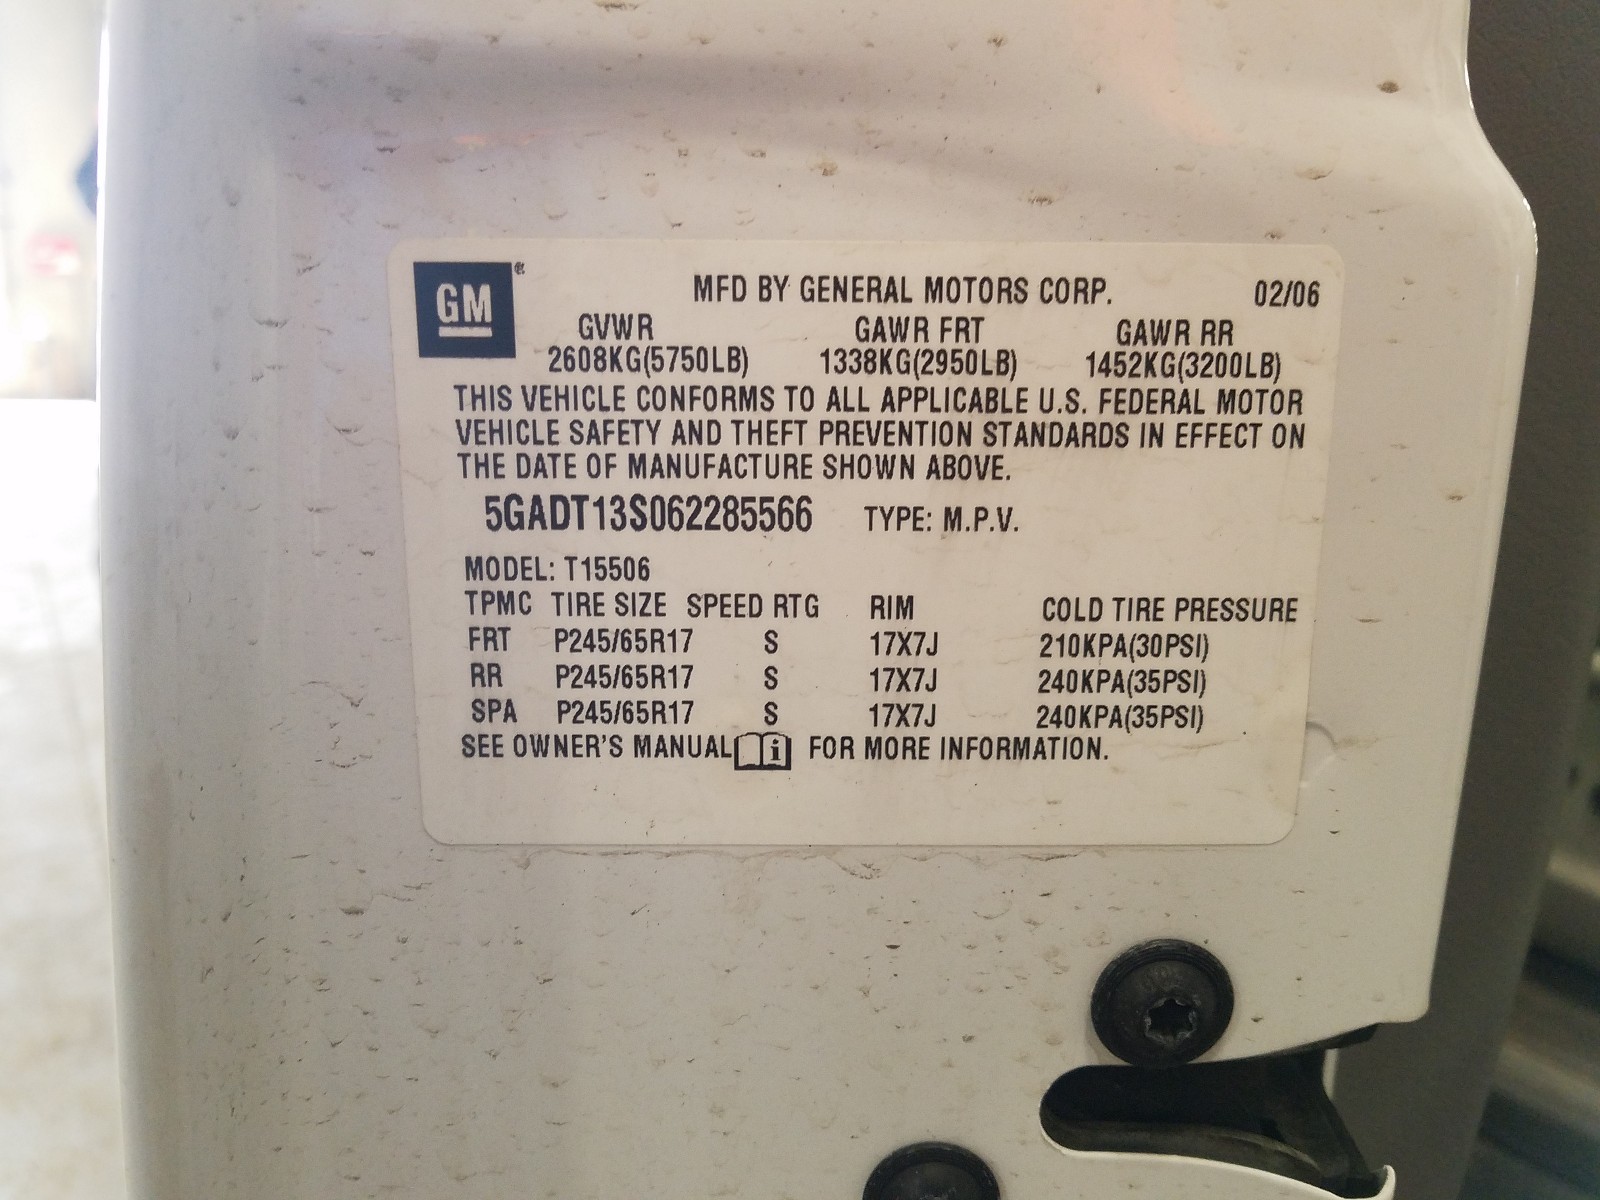 GM®
MFD BY GENERAL MOTORS CORP. 02/06
GVWR GAWR FRT GAWR RR
2608KG(5750LB) 1338KG(2950LB) 1452KG(3200LB)
THIS VEHICLE CONFORMS TO ALL APPLICABLE U.S. FEDERAL MOTOR
VEHICLE SAFETY AND THEFT PREVENTION STANDARDS IN EFFECT ON
THE DATE OF MANUFACTURE SHOWN ABOVE.
5GADT13S062285566 TYPE: M.P.V.
MODEL: T15506
TPMC TIRE SIZE SPEED RTG RIM COLD TIRE PRESSURE
FRT P245/65R17 S 17X7J 210KPA(30PSI)
RR P245/65R17 S 17X7J 240KPA(35PSI)
SPA P245/65R17 S 17X7J 240KPA(35PSI)
SEE OWNER'S MANUAL i FOR MORE INFORMATION.